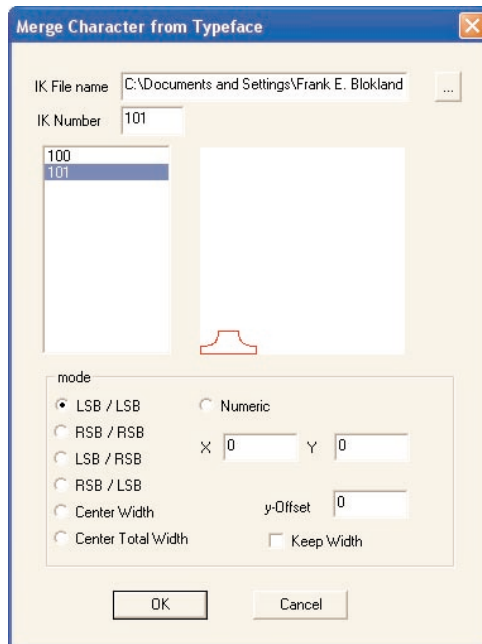 Merge Character from Typeface
IK File name C:\Documents and Settings\Frank E. Blokland ...
IK Number 101
100
101
mode
LSB / LSB Numeric
RSB / RSB X 0 Y 0
LSB / RSB
RSB / LSB y-Offset 0
Center Width
Center Total Width Keep Width
OK Cancel